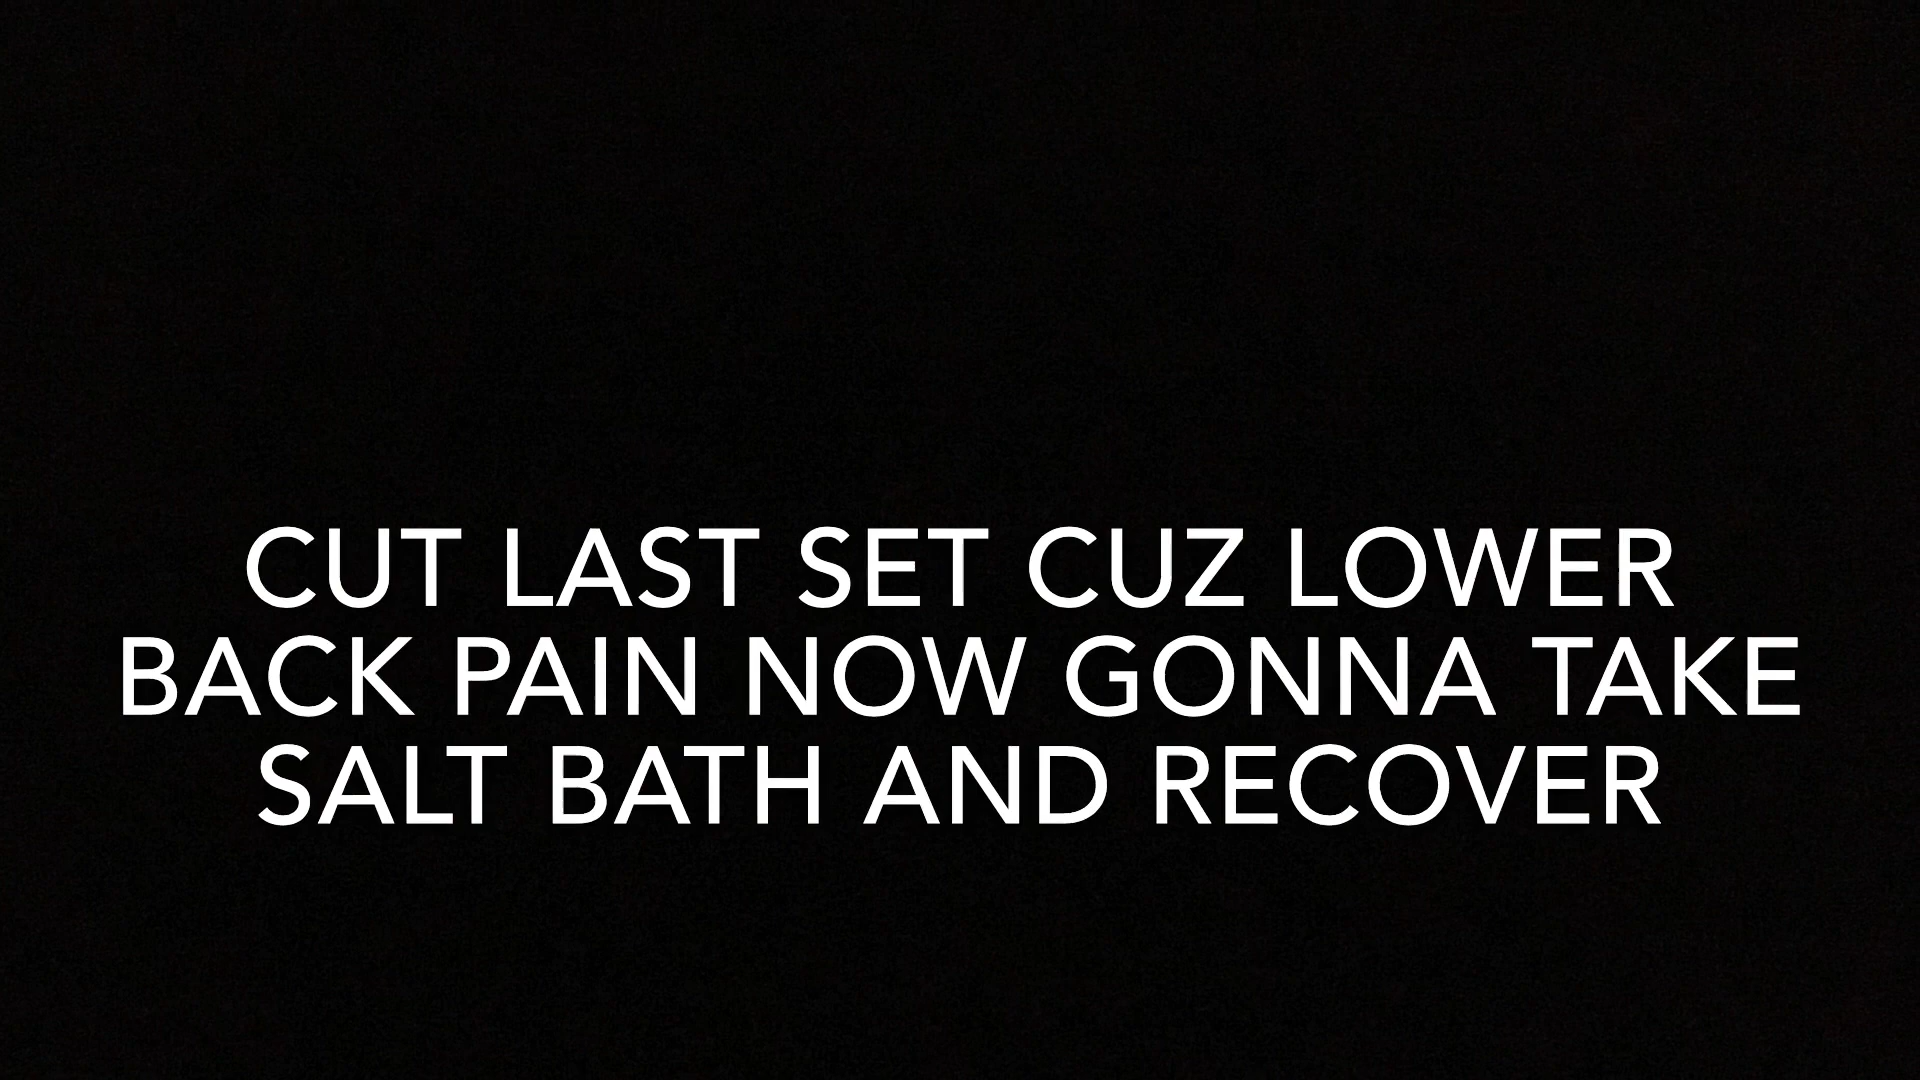 CUT LAST SET CUZ LOWER
BACK PAIN NOW GONNA TAKE
SALT BATH AND RECOVER